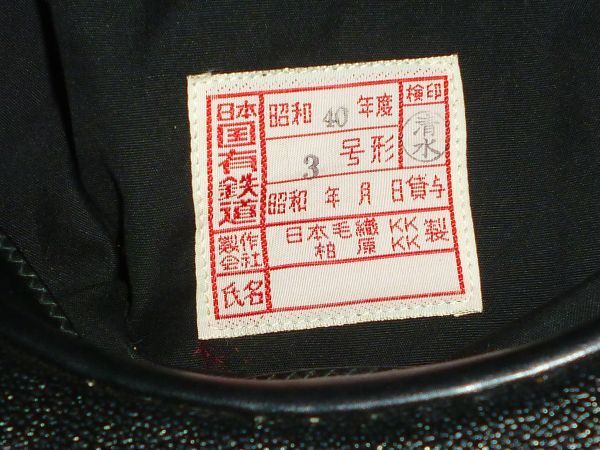 日本国有鉄道
昭和 40 年度
検印
清水
3 号形
昭和 年 月 日貸与
製作会社
日本毛織KK製
柏原KK
氏名